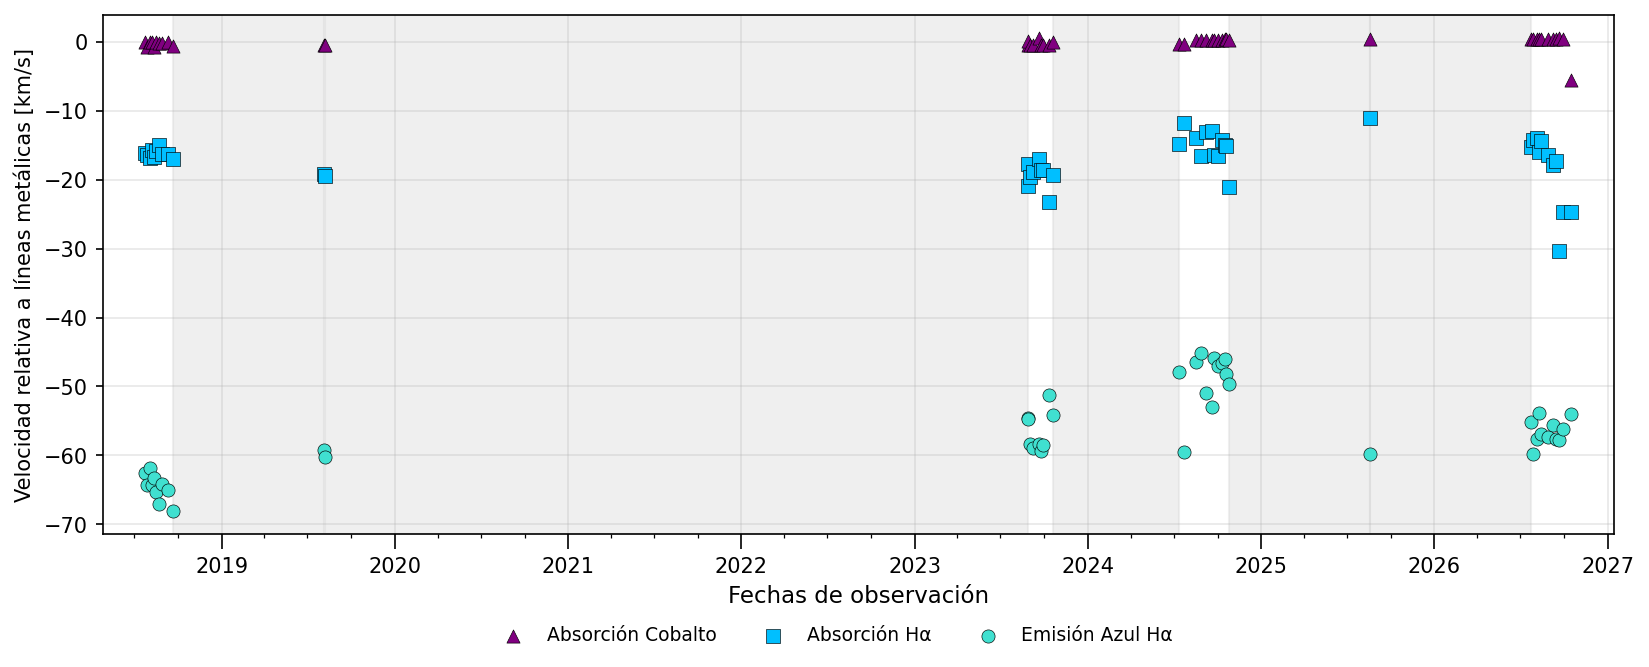 Velocidad relativa a líneas metálicas [km/s]
0
−10
−20
−30
−40
−50
−60
−70
2019 2020 2021 2022 2023 2024 2025 2026 2027
Fechas de observación
Absorción Cobalto Absorción Hα Emisión Azul Hα